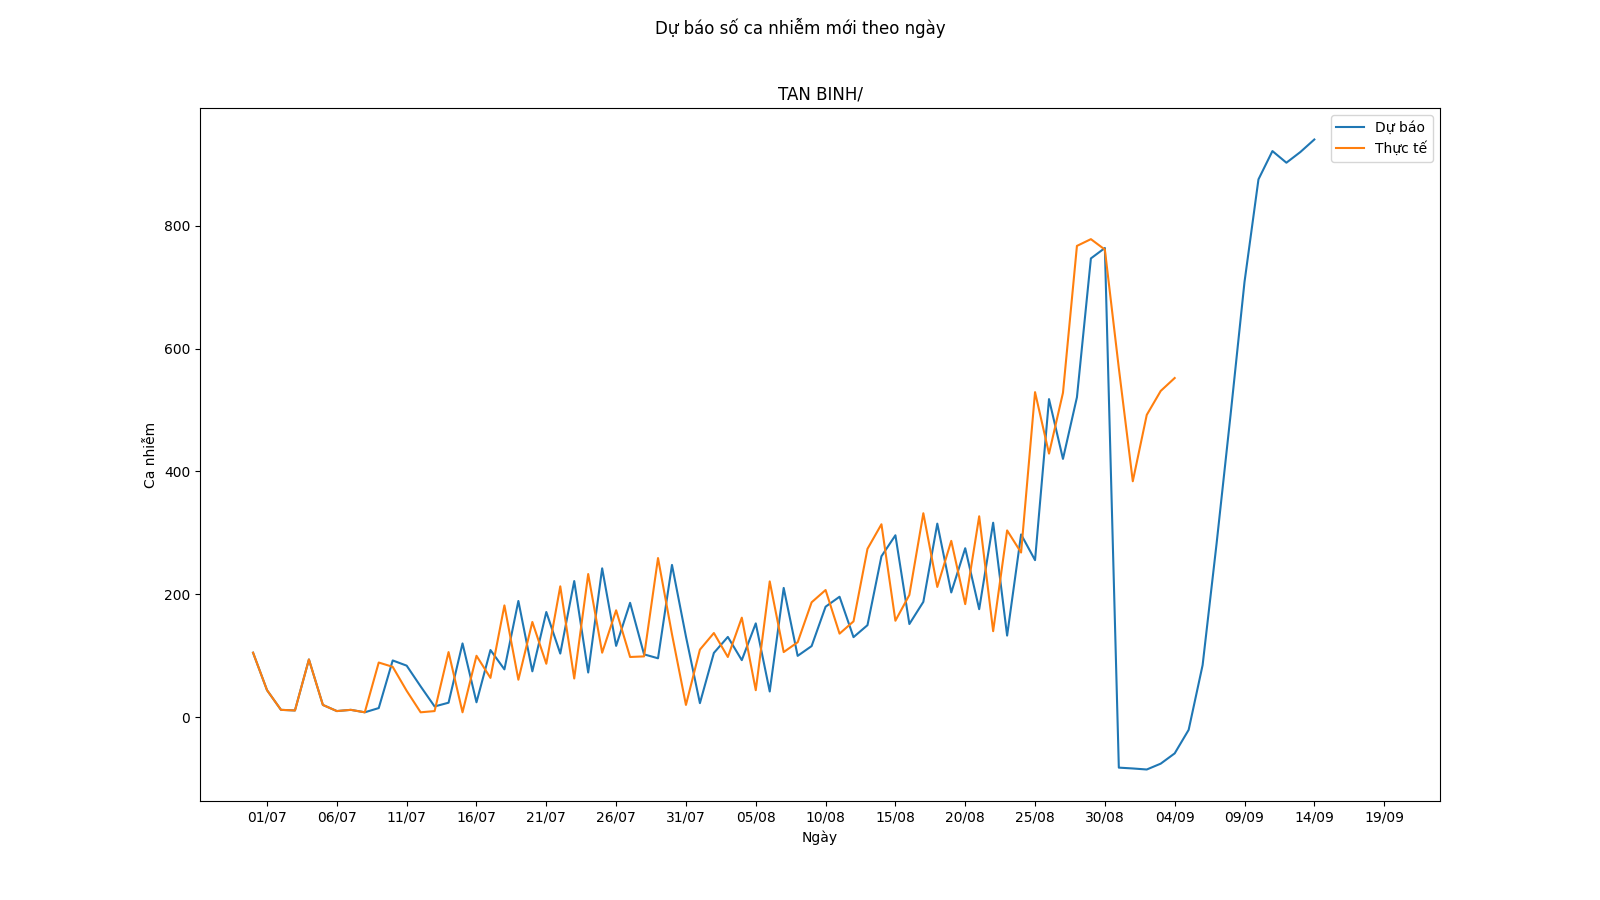 Dự báo số ca nhiễm mới theo ngày
TAN BINH/
Dự báo
Thực tế
Ca nhiễm
800
600
400
200
0
01/07 06/07 11/07 16/07 21/07 26/07 31/07 05/08 10/08 15/08 20/08 25/08 30/08 04/09 09/09 14/09 19/09
Ngày